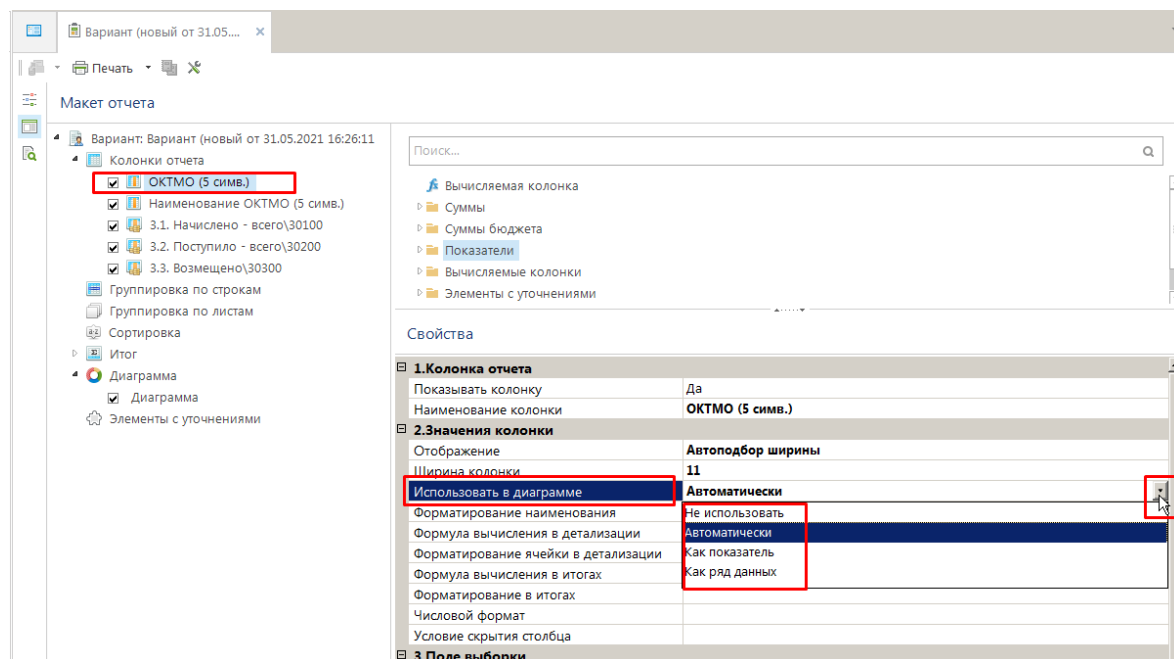 Вариант (новый от 31.05....
Печать
Макет отчета
Вариант: Вариант (новый от 31.05.2021 16:26:11
Колонки отчета
ОКТМО (5 симв.)
Наименование ОКТМО (5 симв.)
3.1. Начислено - всего\30100
3.2. Поступило - всего\30200
3.3. Возмещено\30300
Группировка по строкам
Группировка по листам
Сортировка
Итог
Диаграмма
Диаграмма
Элементы с уточнениями
Поиск...
Вычисляемая колонка
Суммы
Суммы бюджета
Показатели
Вычисляемые колонки
Элементы с уточнениями
Свойства
1.Колонка отчета
Показывать колонку Да
Наименование колонки ОКТМО (5 симв.)
2.Значения колонки
Отображение Автоподбор ширины
Ширина колонки 11
Использовать в диаграмме Автоматически
Форматирование наименования Не использовать
Формула вычисления в детализации Автоматически
Форматирование ячейки в детализации Как показатель
Формула вычисления в итогах Как ряд данных
Форматирование в итогах
Числовой формат
Условие скрытия столбца
3.Поле выборки